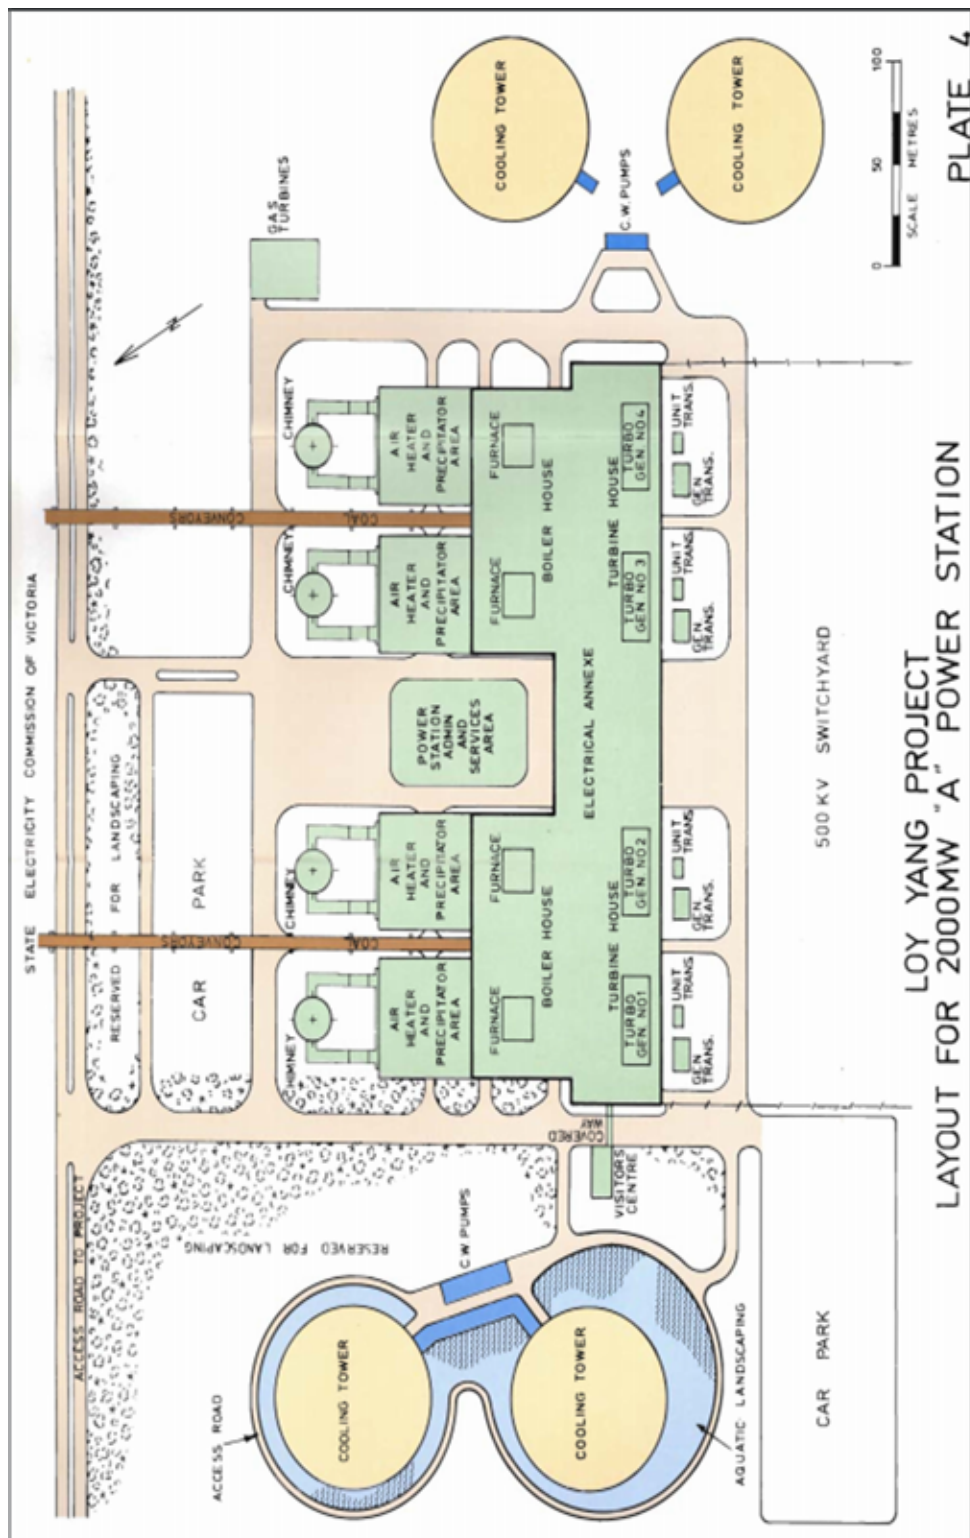 STATE ELECTRICITY COMMISSION OF VICTORIA
ACCESS ROAD TO PROJECT
RESERVED FOR LANDSCAPING
CAR PARK
RESERVED FOR LANDSCAPING
ACCESS ROAD
COOLING TOWER
COOLING TOWER
C.W PUMPS
AQUATIC LANDSCAPING
CAR PARK
VISITORS
CENTRE
COVERED
WAY
COAL CONVEYORS
COAL CONVEYORS
CHIMNEY
CHIMNEY
CHIMNEY
CHIMNEY
GAS
TURBINES
N
AIR
HEATER
AND
PRECIPITATOR
AREA
AIR
HEATER
AND
PRECIPITATOR
AREA
POWER
STATION
ADMIN
AND
SERVICES
AREA
AIR
HEATER
AND
PRECIPITATOR
AREA
AIR
HEATER
AND
PRECIPITATOR
AREA
FURNACE
FURNACE
FURNACE
FURNACE
BOILER HOUSE
BOILER HOUSE
ELECTRICAL ANNEXE
TURBINE HOUSE
TURBINE HOUSE
TURBO
GEN NO1
TURBO
GEN NO2
TURBO
GEN NO 3
TURBO
GEN NO4
GEN
TRANS.
UNIT
TRANS.
GEN
TRANS.
UNIT
TRANS
GEN
TRANS.
UNIT
TRANS.
GEN
TRANS.
UNIT
TRANS.
C.W. PUMPS
COOLING TOWER
COOLING TOWER
500 KV SWITCHYARD
0 50 100
SCALE METRES
LOY YANG PROJECT
LAYOUT FOR 2000MW "A" POWER STATION
PLATE 4